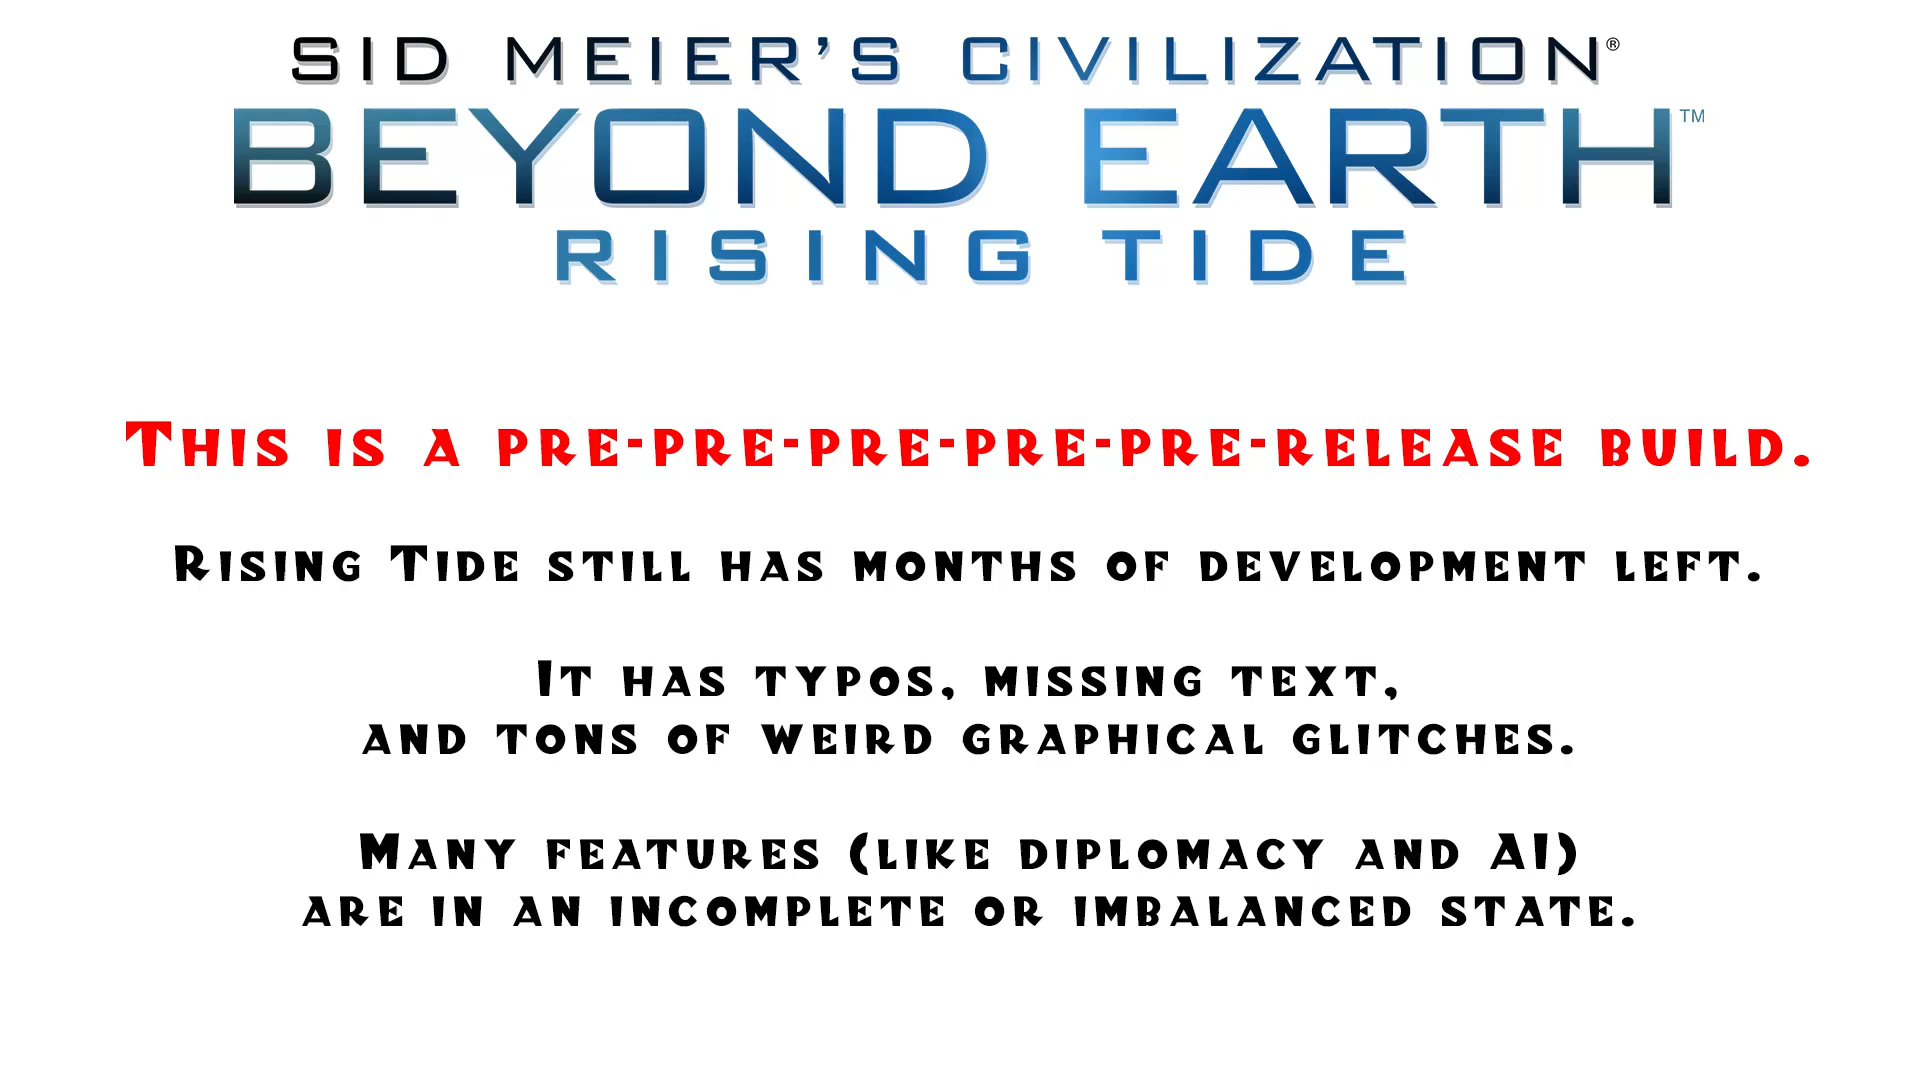 SID MEIER'S CIVILIZATION®
BEYOND EARTH™
RISING TIDE
This is a pre-pre-pre-pre-pre-release build.
Rising Tide still has months of development left.
It has typos, missing text,
and tons of weird graphical glitches.
Many features (like diplomacy and AI)
are in an incomplete or imbalanced state.